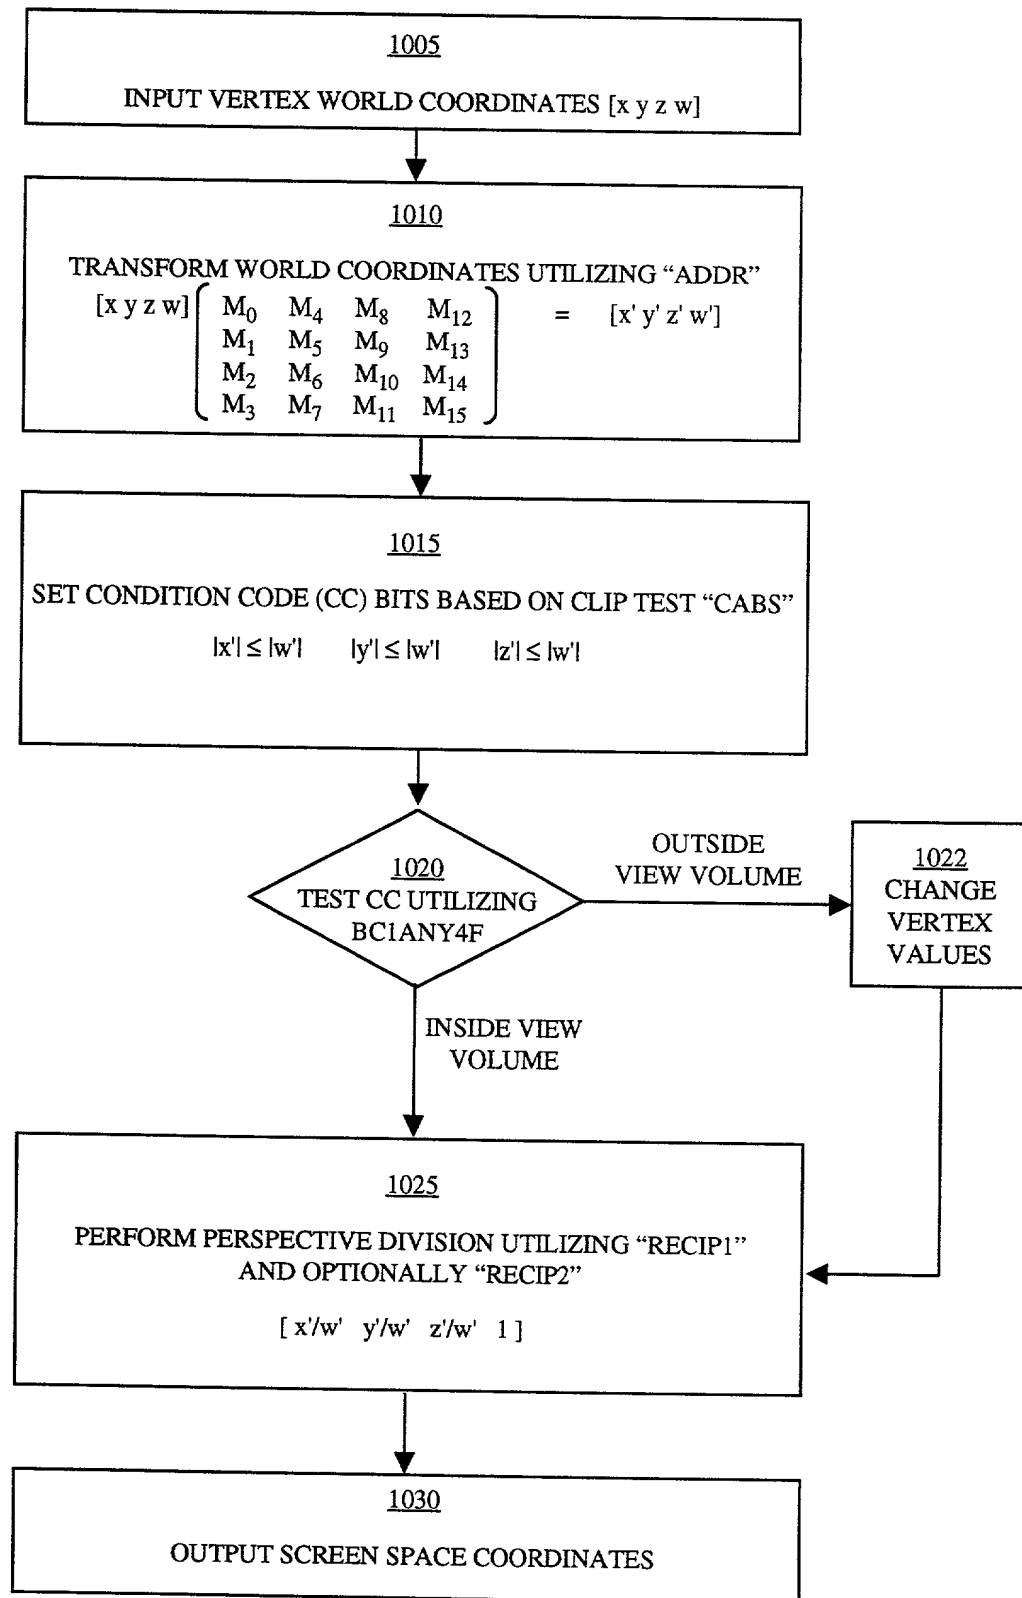 1005
INPUT VERTEX WORLD COORDINATES [x y z w]
1010
TRANSFORM WORLD COORDINATES UTILIZING “ADDR”
[x y z w] M₀ M₄ M₈ M₁₂ = [x' y' z' w']
M₁ M₅ M₉ M₁₃
M₂ M₆ M₁₀ M₁₄
M₃ M₇ M₁₁ M₁₅
1015
SET CONDITION CODE (CC) BITS BASED ON CLIP TEST “CABS”
|x'| ≤ |w'| |y'| ≤ |w'| |z'| ≤ |w'|
1020
TEST CC UTILIZING
BC1ANY4F
OUTSIDE
VIEW VOLUME
1022
CHANGE
VERTEX
VALUES
INSIDE VIEW
VOLUME
1025
PERFORM PERSPECTIVE DIVISION UTILIZING “RECIP1”
AND OPTIONALLY “RECIP2”
[ x'/w' y'/w' z'/w' 1 ]
1030
OUTPUT SCREEN SPACE COORDINATES